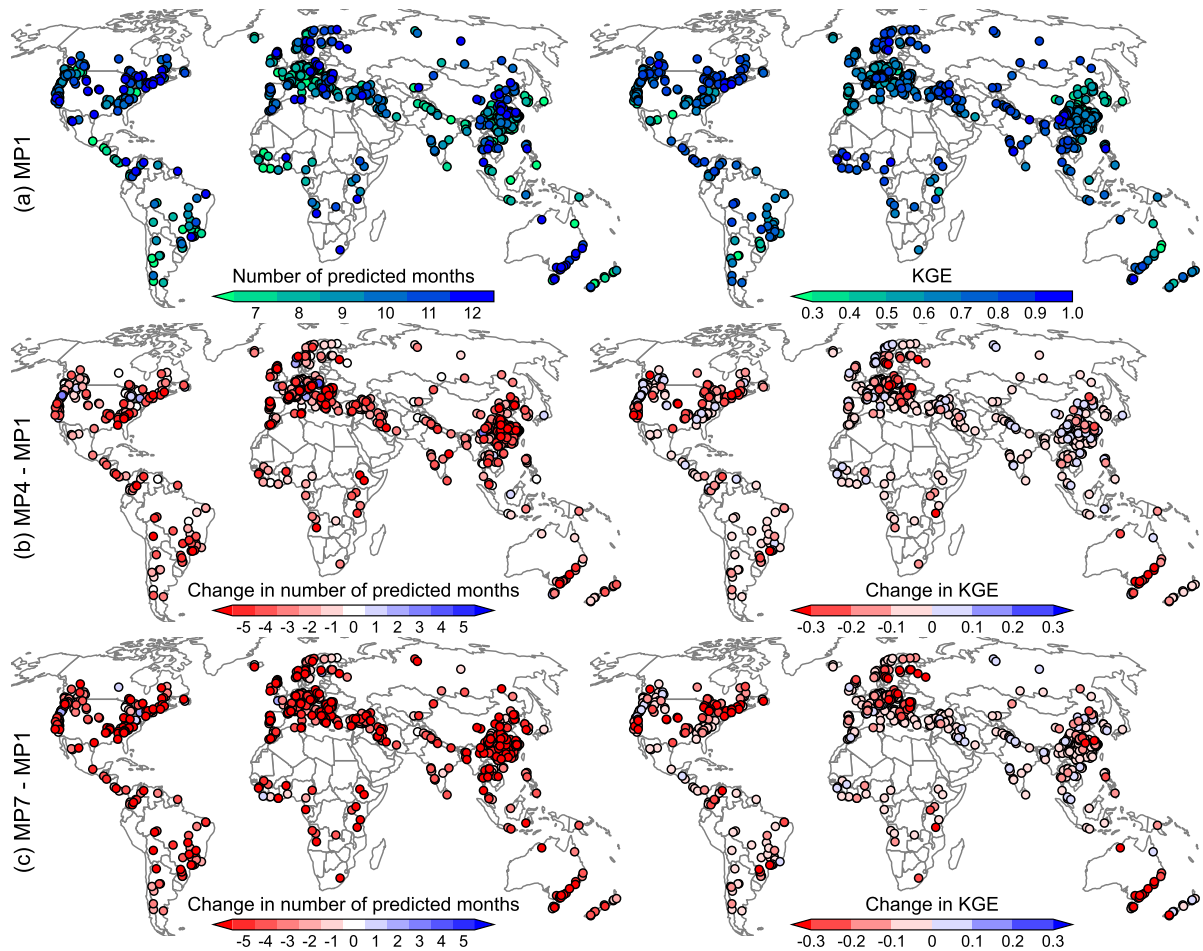 (a) MP1
Number of predicted months
7 8 9 10 11 12
KGE
0.3 0.4 0.5 0.6 0.7 0.8 0.9 1.0
(b) MP4 - MP1
Change in number of predicted months
-5 -4 -3 -2 -1 0 1 2 3 4 5
Change in KGE
-0.3 -0.2 -0.1 0 0.1 0.2 0.3
(c) MP7 - MP1
Change in number of predicted months
-5 -4 -3 -2 -1 0 1 2 3 4 5
Change in KGE
-0.3 -0.2 -0.1 0 0.1 0.2 0.3